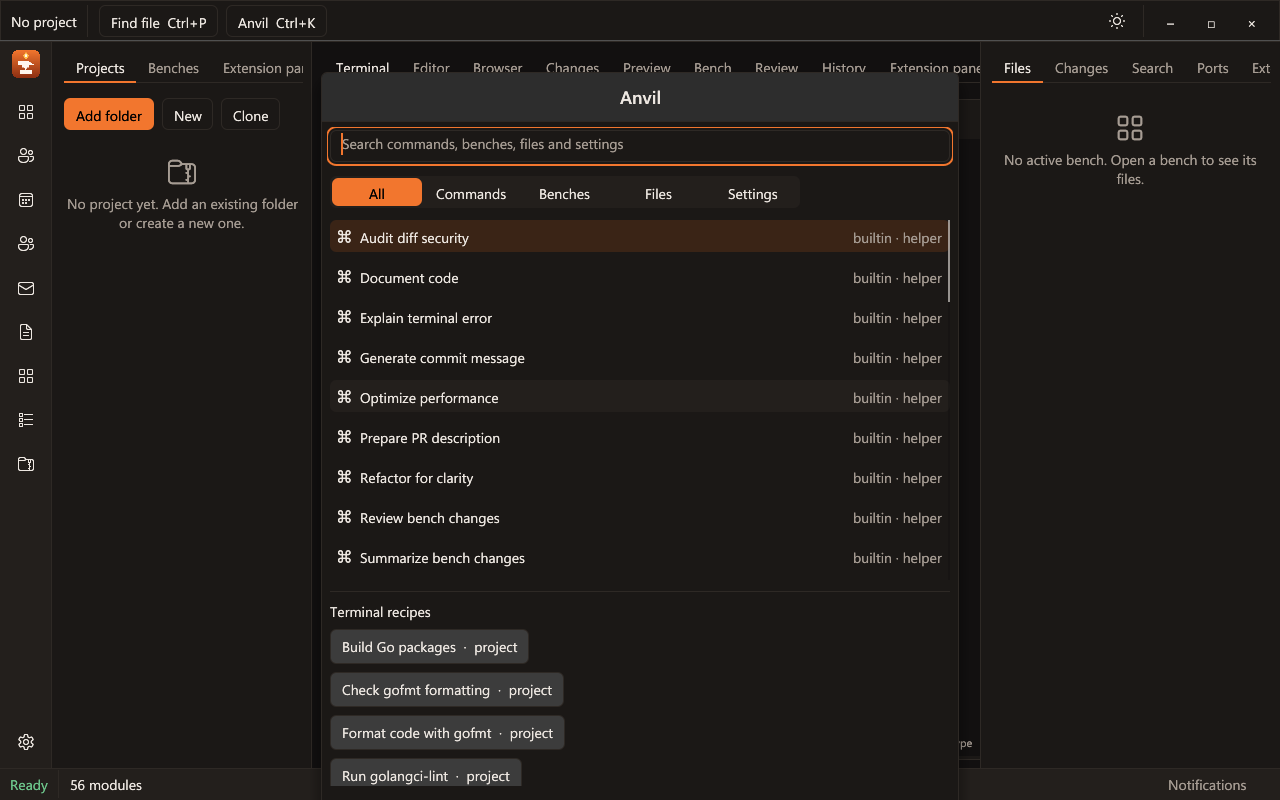 No project
Find file Ctrl+P
Anvil Ctrl+K
Projects
Benches
Extension par
Terminal
Editor
Browser
Changes
Preview
Bench
Review
History
Extension pane
Files
Changes
Search
Ports
Ext
Add folder
New
Clone
No project yet. Add an existing folder
or create a new one.
Anvil
Search commands, benches, files and settings
All
Commands
Benches
Files
Settings
Audit diff security builtin · helper
Document code builtin · helper
Explain terminal error builtin · helper
Generate commit message builtin · helper
Optimize performance builtin · helper
Prepare PR description builtin · helper
Refactor for clarity builtin · helper
Review bench changes builtin · helper
Summarize bench changes builtin · helper
Terminal recipes
Build Go packages · project
Check gofmt formatting · project
Format code with gofmt · project
Run golangci-lint · project
No active bench. Open a bench to see its
files.
pe
Ready
56 modules
Notifications